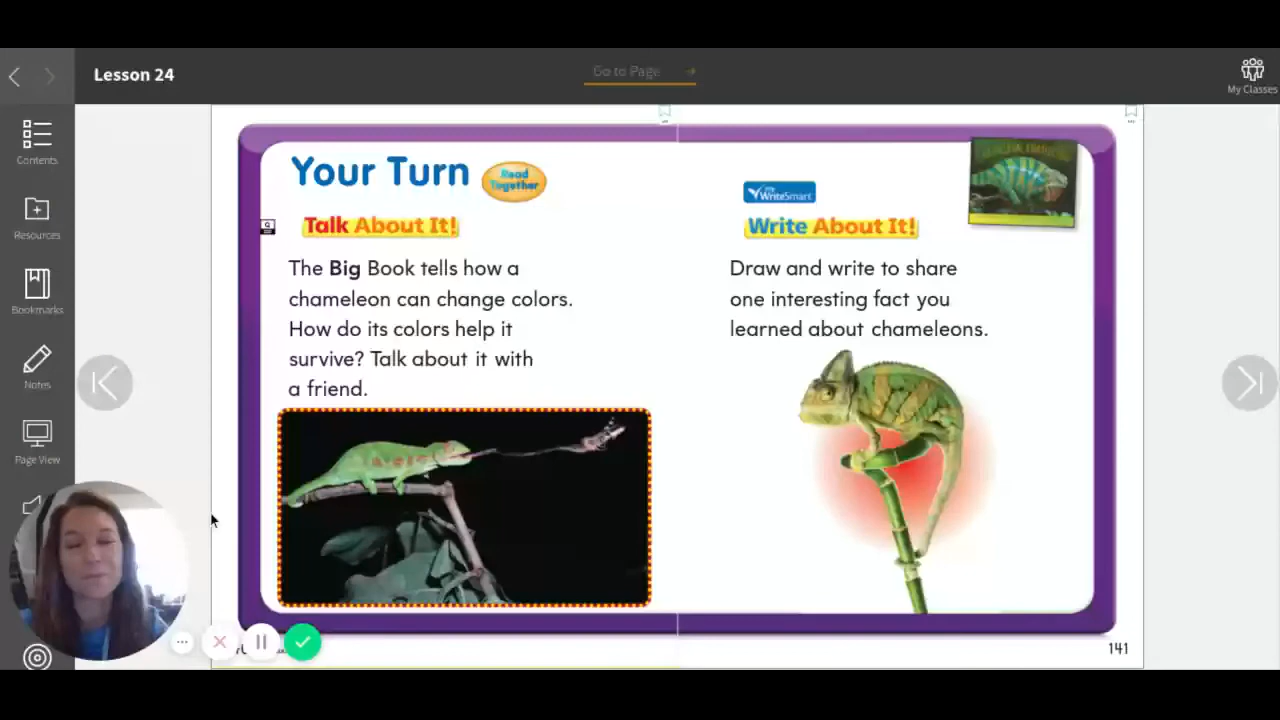 Lesson 24
Go to Page
My Classes
Contents
Resources
Bookmarks
Notes
Page View
Your Turn
Read
Together
Talk About It!
The Big Book tells how a
chameleon can change colors.
How do its colors help it
survive? Talk about it with
a friend.
my
WriteSmart
Write About It!
Draw and write to share
one interesting fact you
learned about chameleons.
141